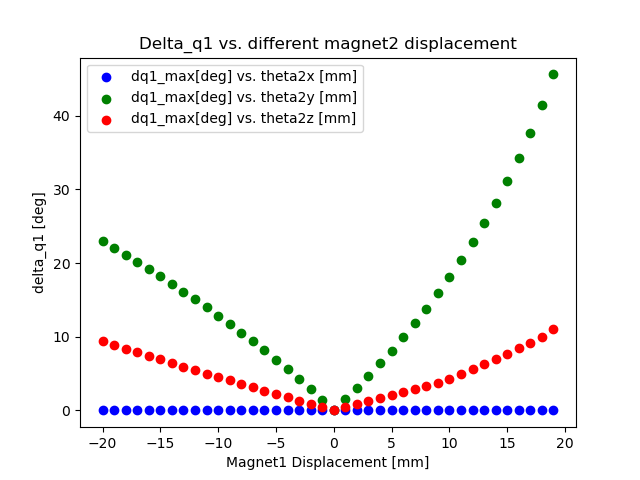 Delta_q1 vs. different magnet2 displacement
dq1_max[deg] vs. theta2x [mm]
dq1_max[deg] vs. theta2y [mm]
dq1_max[deg] vs. theta2z [mm]
delta_q1 [deg]
40
30
20
10
0
−20 −15 −10 −5 0 5 10 15 20
Magnet1 Displacement [mm]